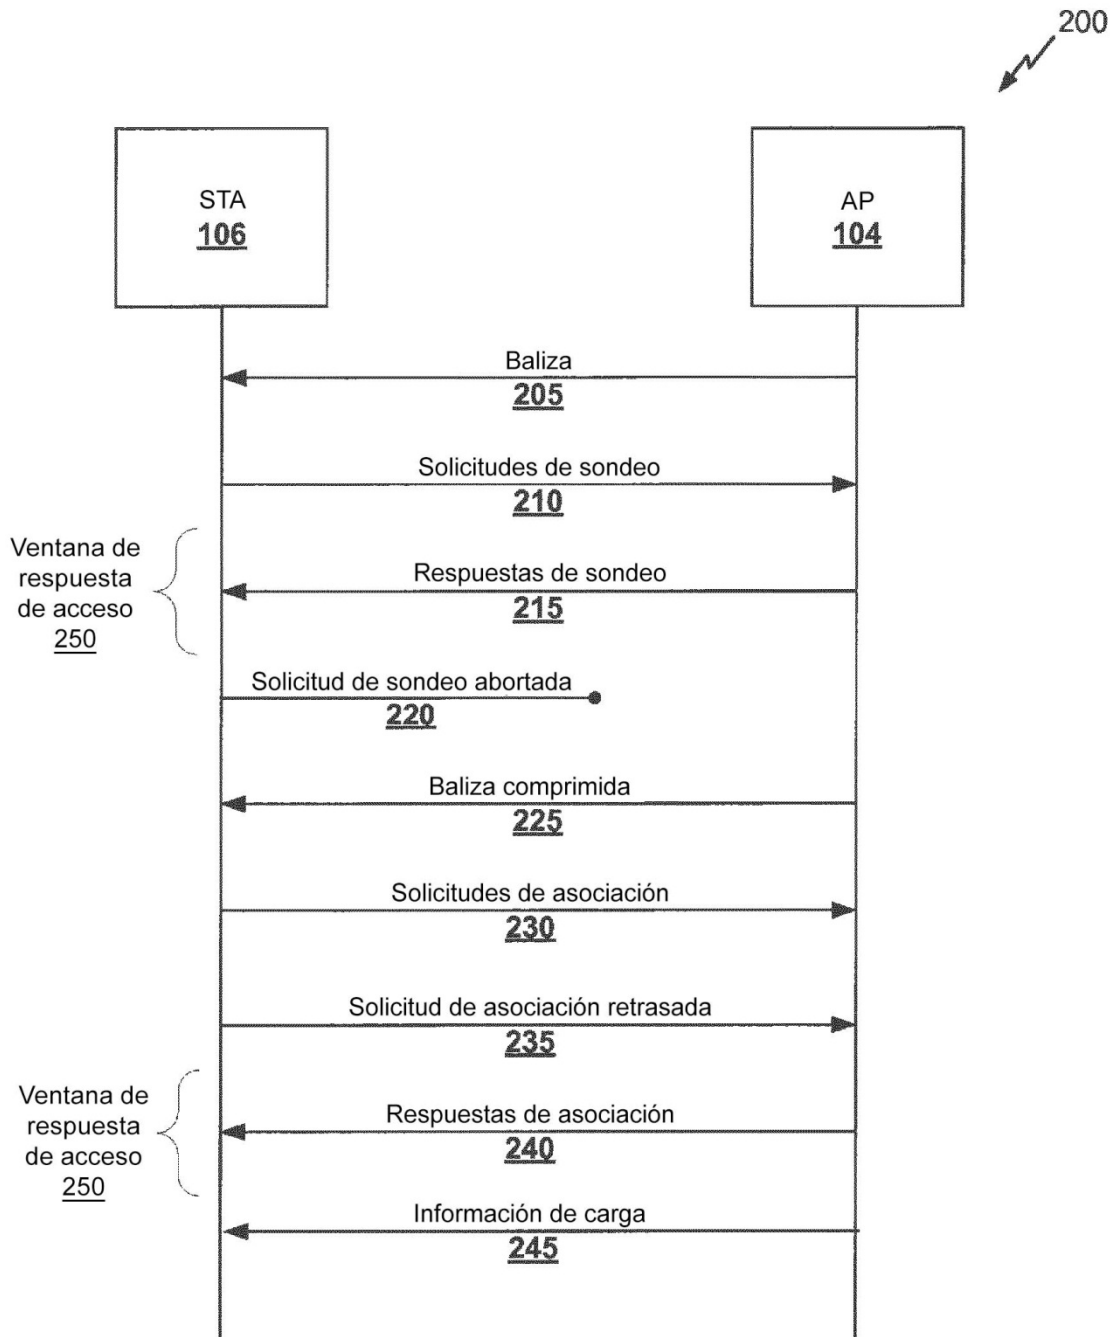 200
STA
106
AP
104
Baliza
205
Solicitudes de sondeo
210
Ventana de
respuesta
de acceso
250
Respuestas de sondeo
215
Solicitud de sondeo abortada
220
Baliza comprimida
225
Solicitudes de asociación
230
Solicitud de asociación retrasada
235
Ventana de
respuesta
de acceso
250
Respuestas de asociación
240
Información de carga
245